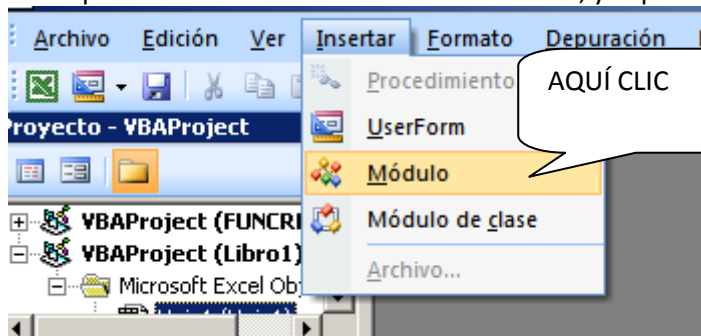 Archivo Edición Ver Insertar Formato Depuración
Procedimiento
AQUÍ CLIC
UserForm
Proyecto - VBAProject
Módulo
Módulo de clase
VBAProject (FUNCR
VBAProject (Libro1)
Archivo...
Microsoft Excel Ob